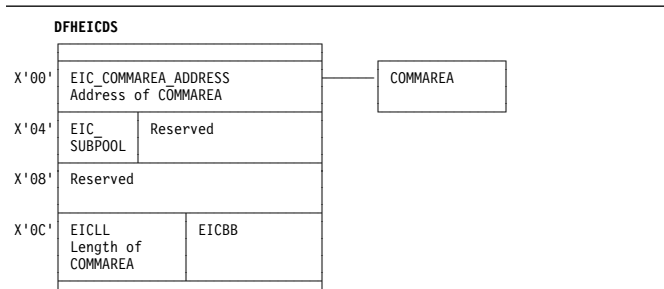 DFHEICDS
X'00' EIC_COMMAREA_ADDRESS COMMAREA
Address of COMMAREA
X'04' EIC_ Reserved
SUBPOOL
X'08' Reserved
X'0C' EICLL EICBB
Length of
COMMAREA